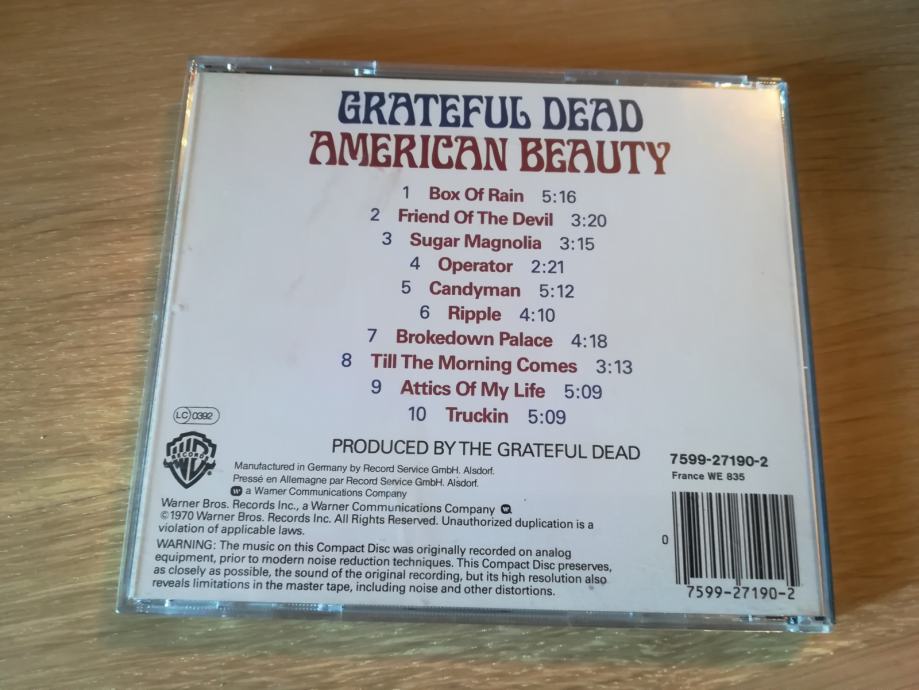 GRATEFUL DEAD
AMERICAN BEAUTY
1 Box Of Rain 5:16
2 Friend Of The Devil 3:20
3 Sugar Magnolia 3:15
4 Operator 2:21
5 Candyman 5:12
6 Ripple 4:10
7 Brokedown Palace 4:18
8 Till The Morning Comes 3:13
9 Attics Of My Life 5:09
10 Truckin 5:09
LC 0392
PRODUCED BY THE GRATEFUL DEAD
WB RECORDS
Manufactured in Germany by Record Service GmbH. Alsdorf.
Pressé en Allemagne par Record Service GmbH. Alsdorf.
a Warner Communications Company
Warner Bros. Records Inc., a Warner Communications Company
©1970 Warner Bros. Records Inc. All Rights Reserved. Unauthorized duplication is a
violation of applicable laws.
WARNING: The music on this Compact Disc was originally recorded on analog
equipment, prior to modern noise reduction techniques. This Compact Disc preserves,
as closely as possible, the sound of the original recording, but its high resolution also
reveals limitations in the master tape, including noise and other distortions.
7599-27190-2
France WE 835
0
7599-27190-2